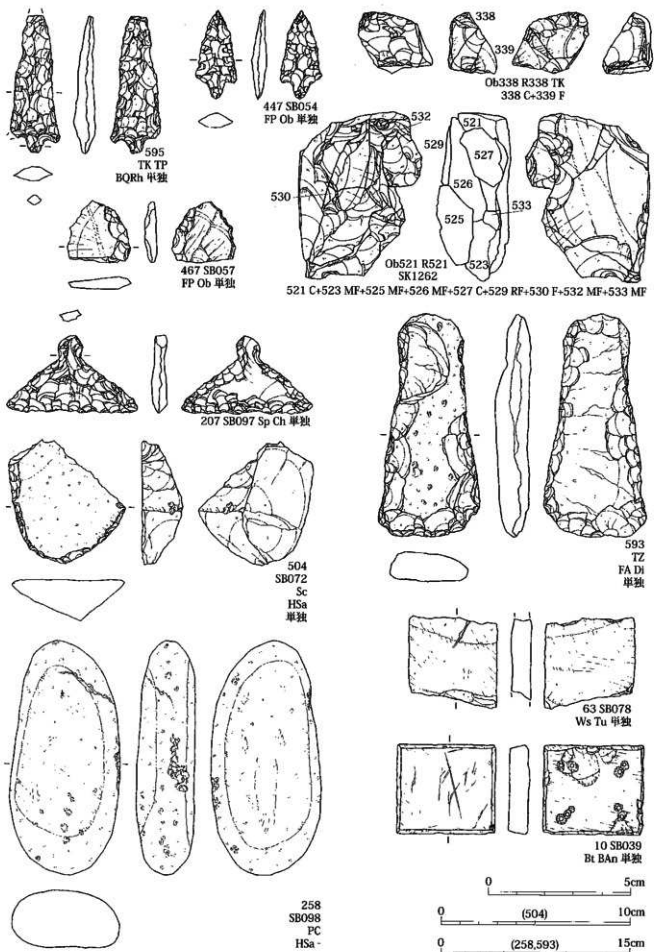 447 SB054
FP Ob 単独
338
339
Ob338 R338 TK
338 C+339 F
595
TK TP
BQRh 単独
532
529
530
521
527
526
525
533
523
Ob521 R521
SK1262
521 C+523 MF+525 MF+526 MF+527 C+529 RF+530 F+532 MF+533 MF
467 SB057
FP Ob 単独
207 SB097 Sp Ch 単独
504
SB072
Sc
HSa
単独
593
TZ
FA Di
単独
63 SB078
Ws Tu 単独
10 SB039
Bt BAn 単独
258
SB098
PC
HSa -
0 5cm
0 (504) 10cm
0 (258,593) 15cm